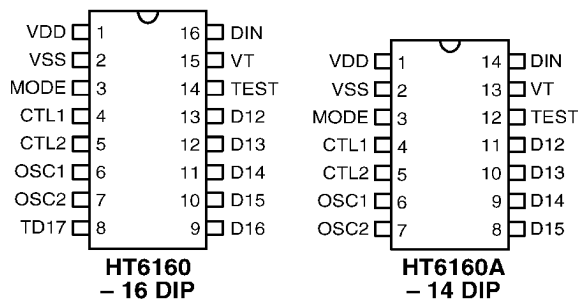 VDD 1 16 DIN
VSS 2 15 VT
MODE 3 14 TEST
CTL1 4 13 D12
CTL2 5 12 D13
OSC1 6 11 D14
OSC2 7 10 D15
TD17 8 9 D16
HT6160
– 16 DIP
VDD 1 14 DIN
VSS 2 13 VT
MODE 3 12 TEST
CTL1 4 11 D12
CTL2 5 10 D13
OSC1 6 9 D14
OSC2 7 8 D15
HT6160A
– 14 DIP